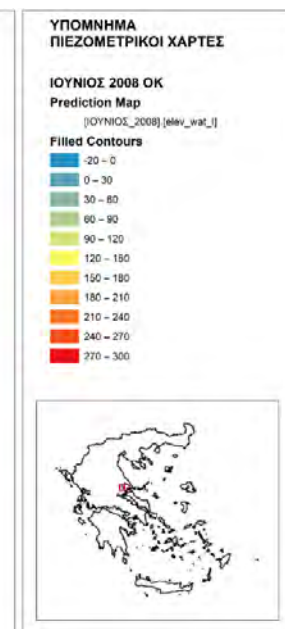 ΥΠΟΜΝΗΜΑ
ΠΙΕΖΟΜΕΤΡΙΚΟΙ ΧΑΡΤΕΣ
ΙΟΥΝΙΟΣ 2008 ΟΚ
Prediction Map
[ΙΟΥΝΙΟΣ_2008].[elev_wat_l]
Filled Contours
-20 – 0
0 – 30
30 – 60
60 – 90
90 – 120
120 – 150
150 – 180
180 – 210
210 – 240
240 – 270
270 – 300